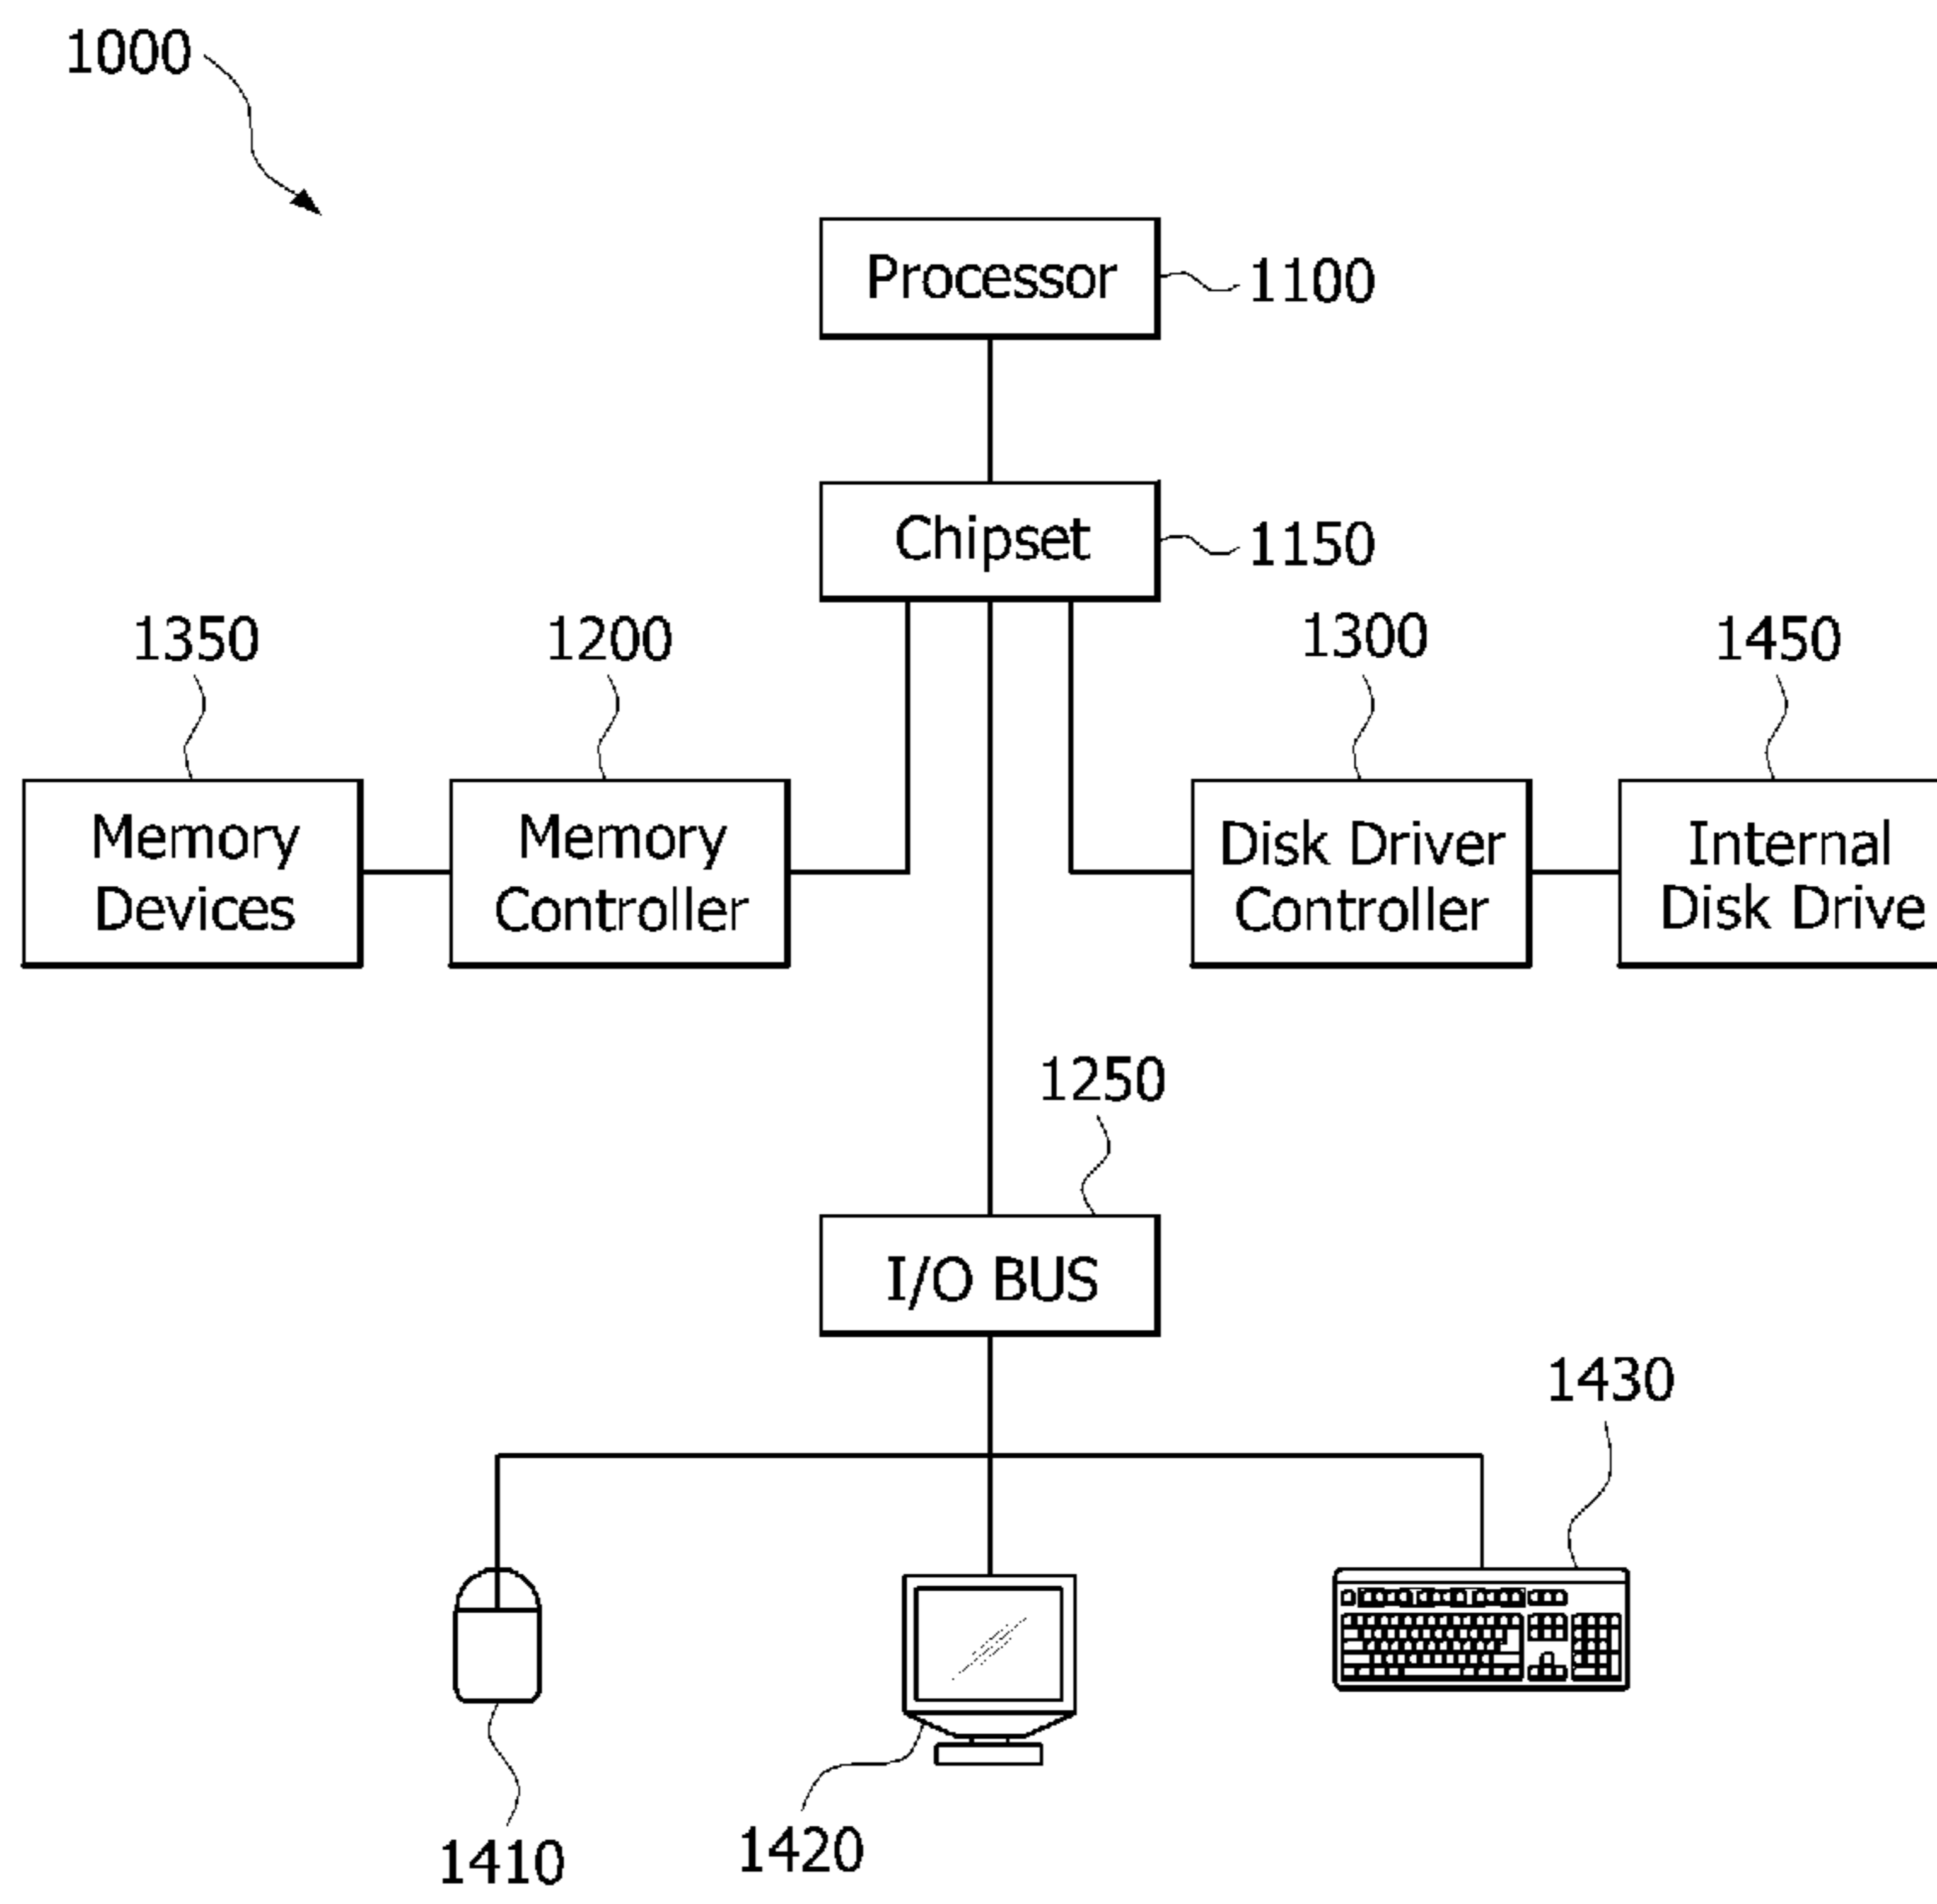 1000
Processor
1100
Chipset
1150
1350
1200
1300
1450
Memory
Devices
Memory
Controller
Disk Driver
Controller
Internal
Disk Drive
1250
I/O BUS
1430
1410
1420